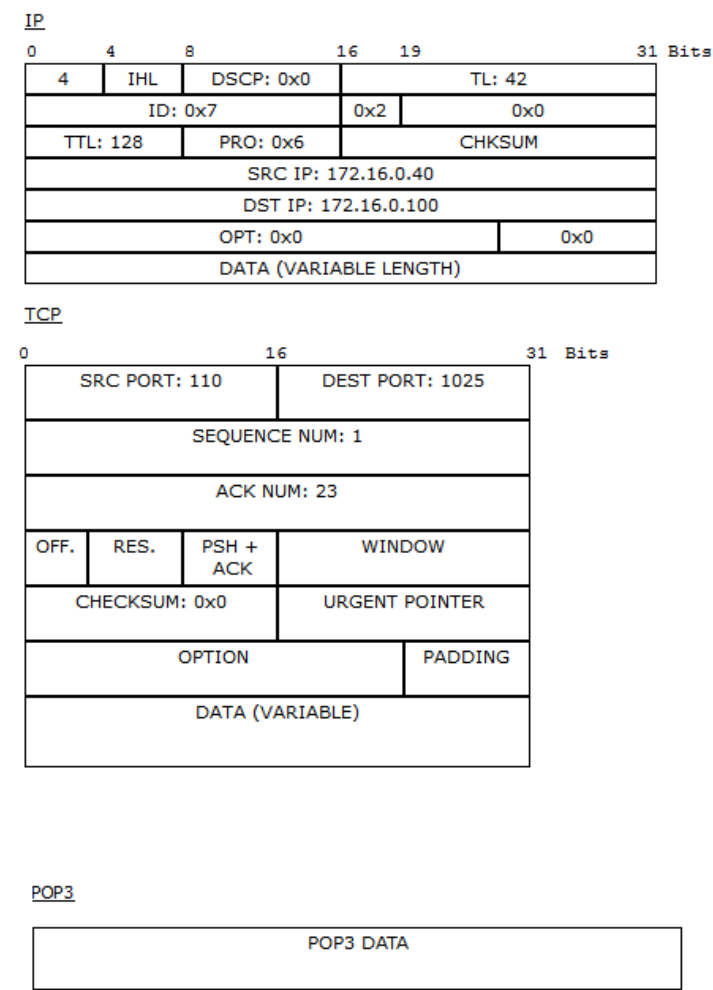 IP
0 4 8 16 19 31 Bits
4 IHL DSCP: 0x0 TL: 42
ID: 0x7 0x2 0x0
TTL: 128 PRO: 0x6 CHKSUM
SRC IP: 172.16.0.40
DST IP: 172.16.0.100
OPT: 0x0 0x0
DATA (VARIABLE LENGTH)
TCP
0 16 31 Bits
SRC PORT: 110 DEST PORT: 1025
SEQUENCE NUM: 1
ACK NUM: 23
OFF. RES. PSH + WINDOW
ACK
CHECKSUM: 0x0 URGENT POINTER
OPTION PADDING
DATA (VARIABLE)
POP3
POP3 DATA